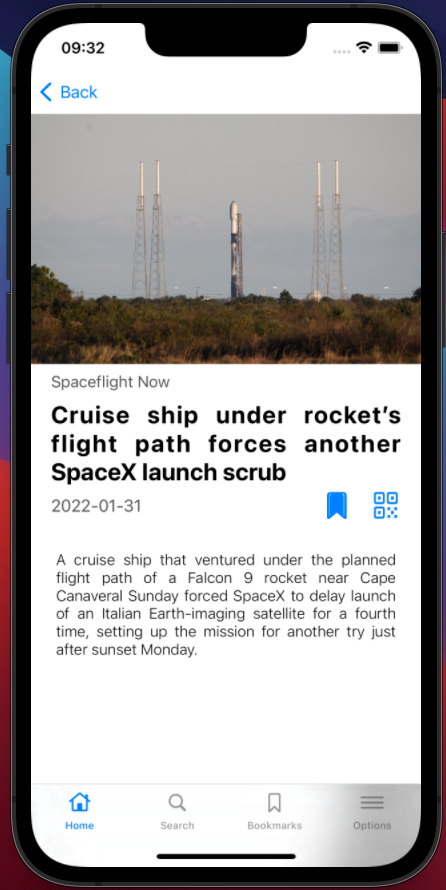 09:32
Back
Spaceflight Now
Cruise ship under rocket’s
flight path forces another
SpaceX launch scrub
2022-01-31
A cruise ship that ventured under the planned
flight path of a Falcon 9 rocket near Cape
Canaveral Sunday forced SpaceX to delay launch
of an Italian Earth-imaging satellite for a fourth
time, setting up the mission for another try just
after sunset Monday.
Home
Search
Bookmarks
Options